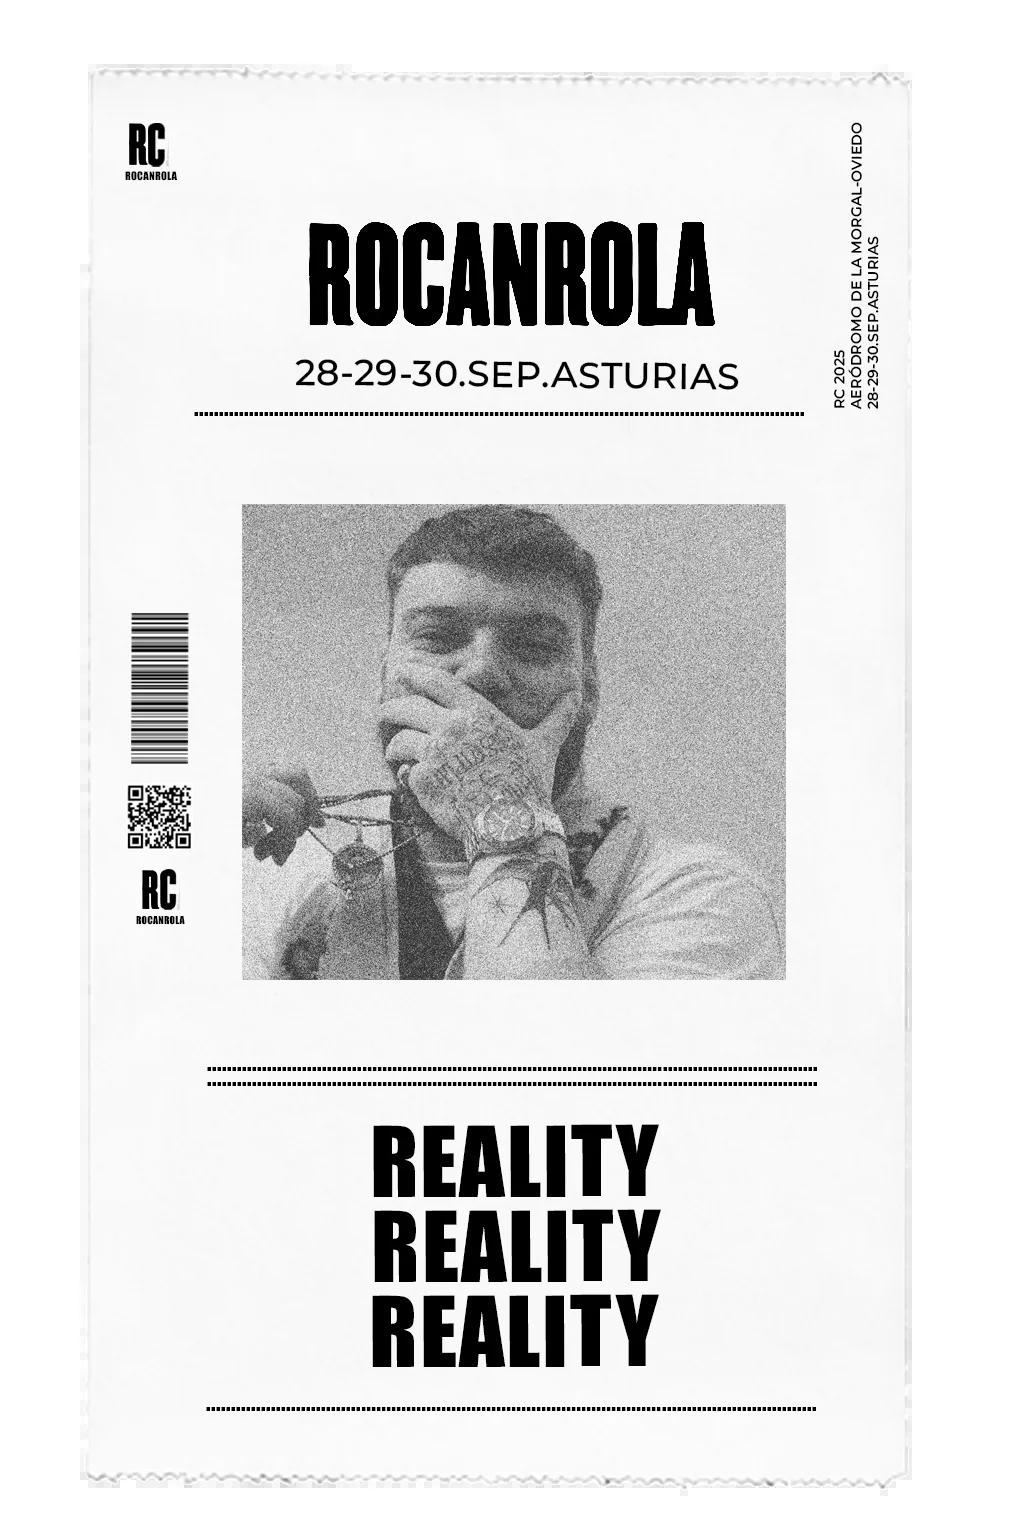 RC
ROCANROLA
RC 2025
AERÓDROMO DE LA MORGAL-OVIEDO
28-29-30.SEP.ASTURIAS
ROCANROLA
28-29-30.SEP.ASTURIAS
RC
ROCANROLA
REALITY
REALITY
REALITY